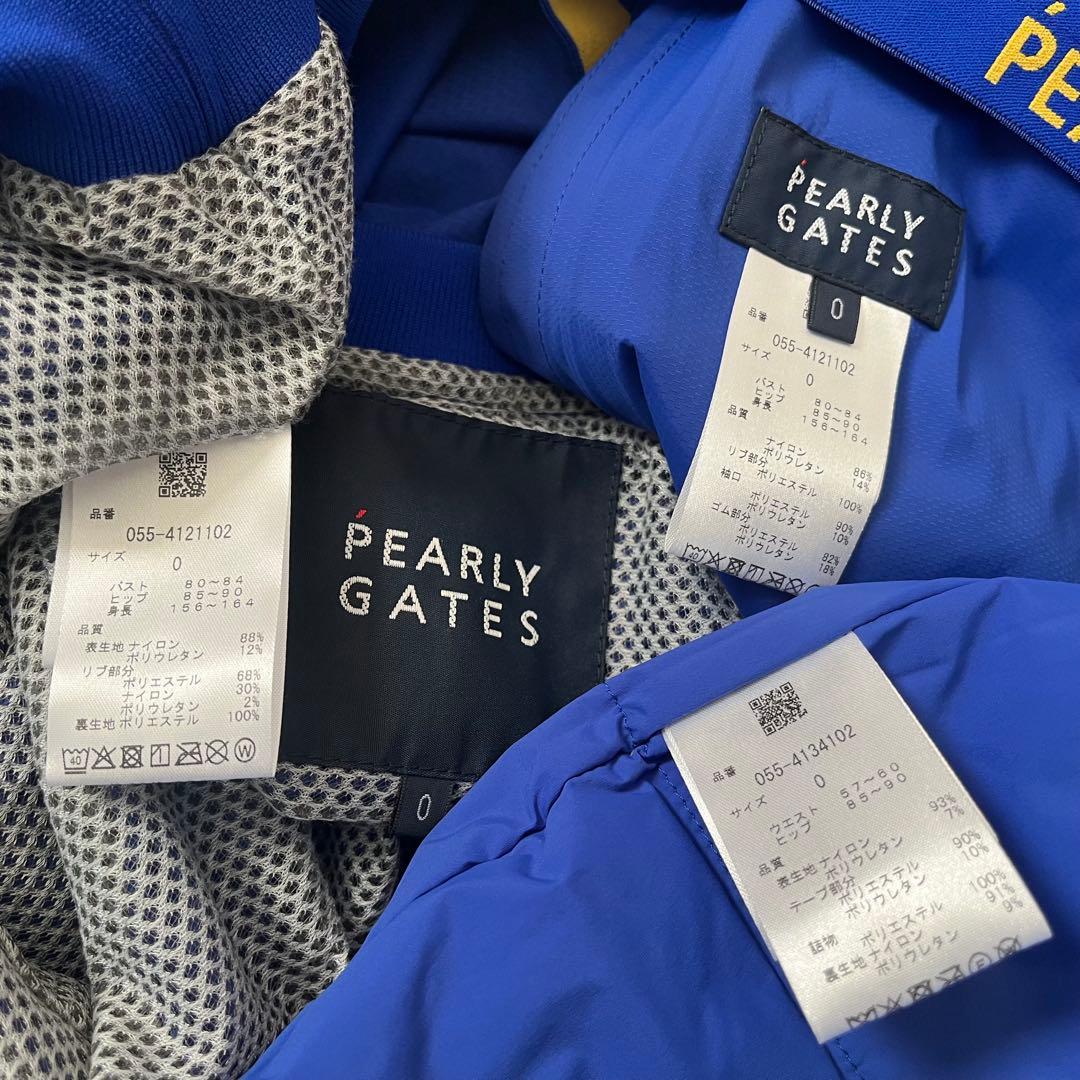 PEA
PEARLY
GATES
0
品番
055-4121102
サイズ
0
バスト 80~84
ヒップ 85~90
身長 156~164
品質
ナイロン 86%
ポリウレタン 14%
リブ部分
ポリエステル 100%
袖口 ポリエステル 90%
ポリウレタン 10%
ゴム部分
ポリエステル 82%
ポリウレタン 18%
40
品番
055-4121102
サイズ
0
バスト 80~84
ヒップ 85~90
身長 156~164
品質
表生地 ナイロン 88%
ポリウレタン 12%
リブ部分
ポリエステル 68%
ナイロン 30%
ポリウレタン 2%
裏生地 ポリエステル 100%
40 W
PEARLY
GATES
0
品番
055-4134102
サイズ
0
ウエスト 57~60
ヒップ 85~90
品質
表生地 ナイロン 93%
ポリウレタン 7%
テープ部分
ポリエステル 90%
ポリウレタン 10%
詰物 ポリエステル 100%
裏生地 ナイロン 91%
ポリウレタン 9%